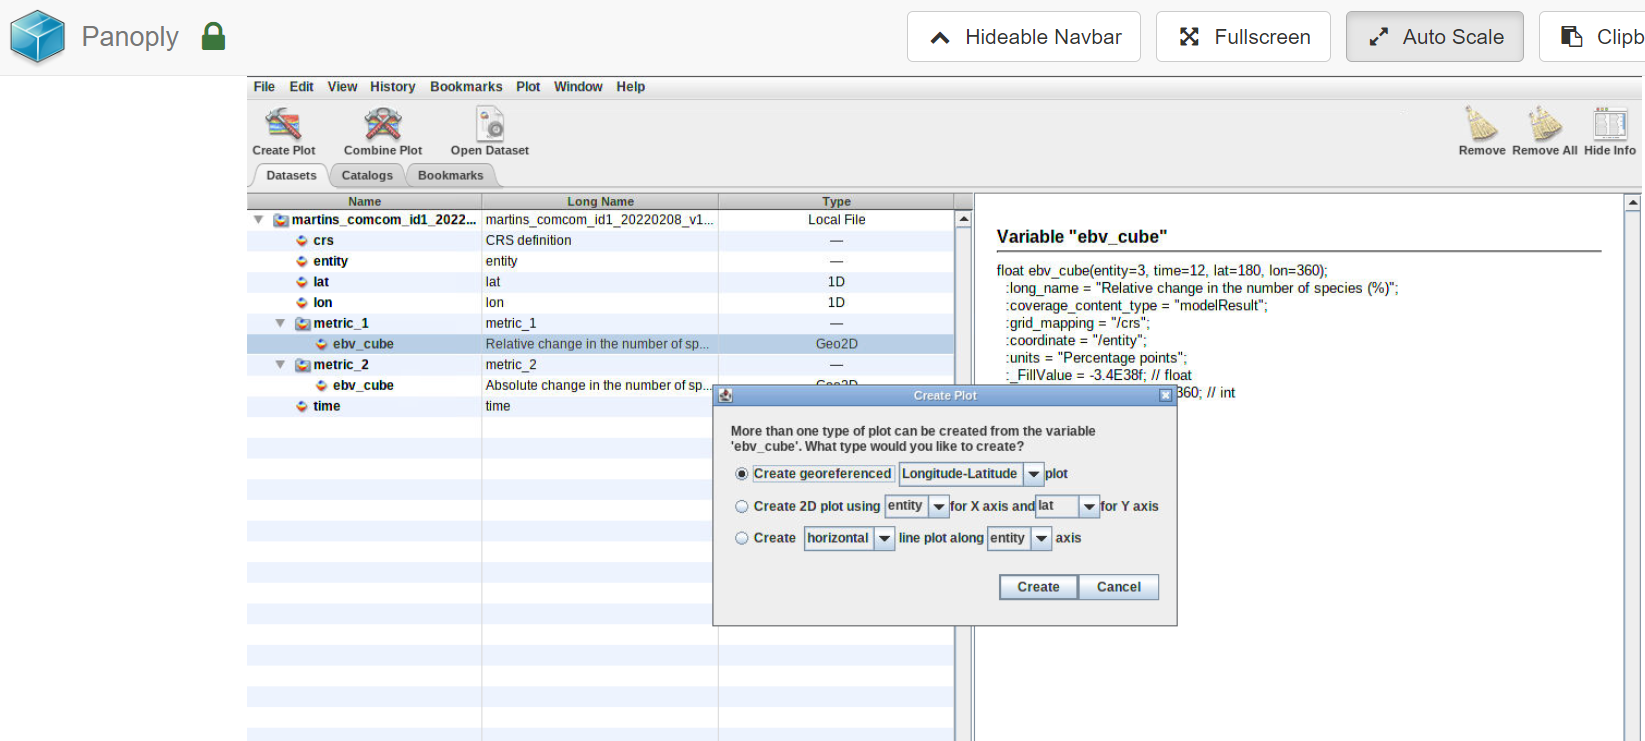 Panoply
Hideable Navbar
Fullscreen
Auto Scale
Clipb
File Edit View History Bookmarks Plot Window Help
Create Plot Combine Plot Open Dataset
Remove Remove All Hide Info
Datasets Catalogs Bookmarks
Name Long Name Type
martins_comcom_id1_2022... martins_comcom_id1_20220208_v1... Local File
crs CRS definition —
entity entity —
lat lat 1D
lon lon 1D
metric_1 metric_1 —
ebv_cube Relative change in the number of sp... Geo2D
metric_2 metric_2 —
ebv_cube Absolute change in the number of sp... Geo2D
time time
Variable "ebv_cube"
float ebv_cube(entity=3, time=12, lat=180, lon=360);
:long_name = "Relative change in the number of species (%)";
:coverage_content_type = "modelResult";
:grid_mapping = "/crs";
:coordinate = "/entity";
:units = "Percentage points";
:_FillValue = -3.4E38f; // float
360; // int
Create Plot
More than one type of plot can be created from the variable
'ebv_cube'. What type would you like to create?
Create georeferenced Longitude-Latitude plot
Create 2D plot using entity for X axis and lat for Y axis
Create horizontal line plot along entity axis
Create Cancel